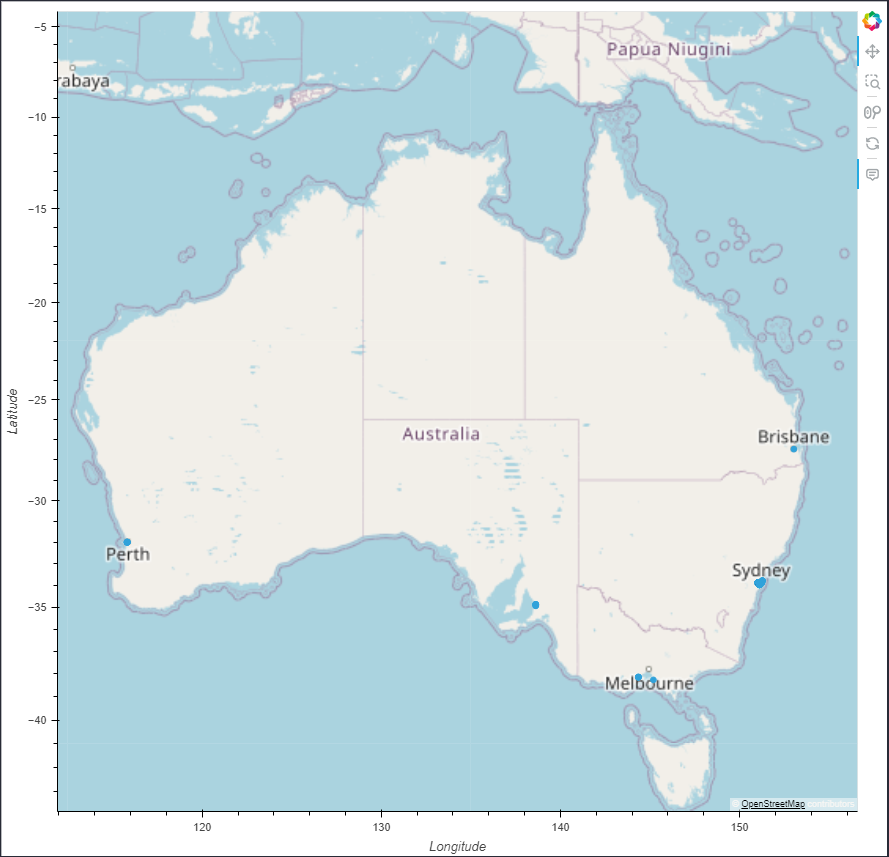 −5
Papua Niugini
rabaya
−10
−15
−20
−25
Latitude
Australia
Brisbane
−30
Perth
Sydney
−35
Melbourne
−40
© OpenStreetMap contributors
120
130
140
150
Longitude